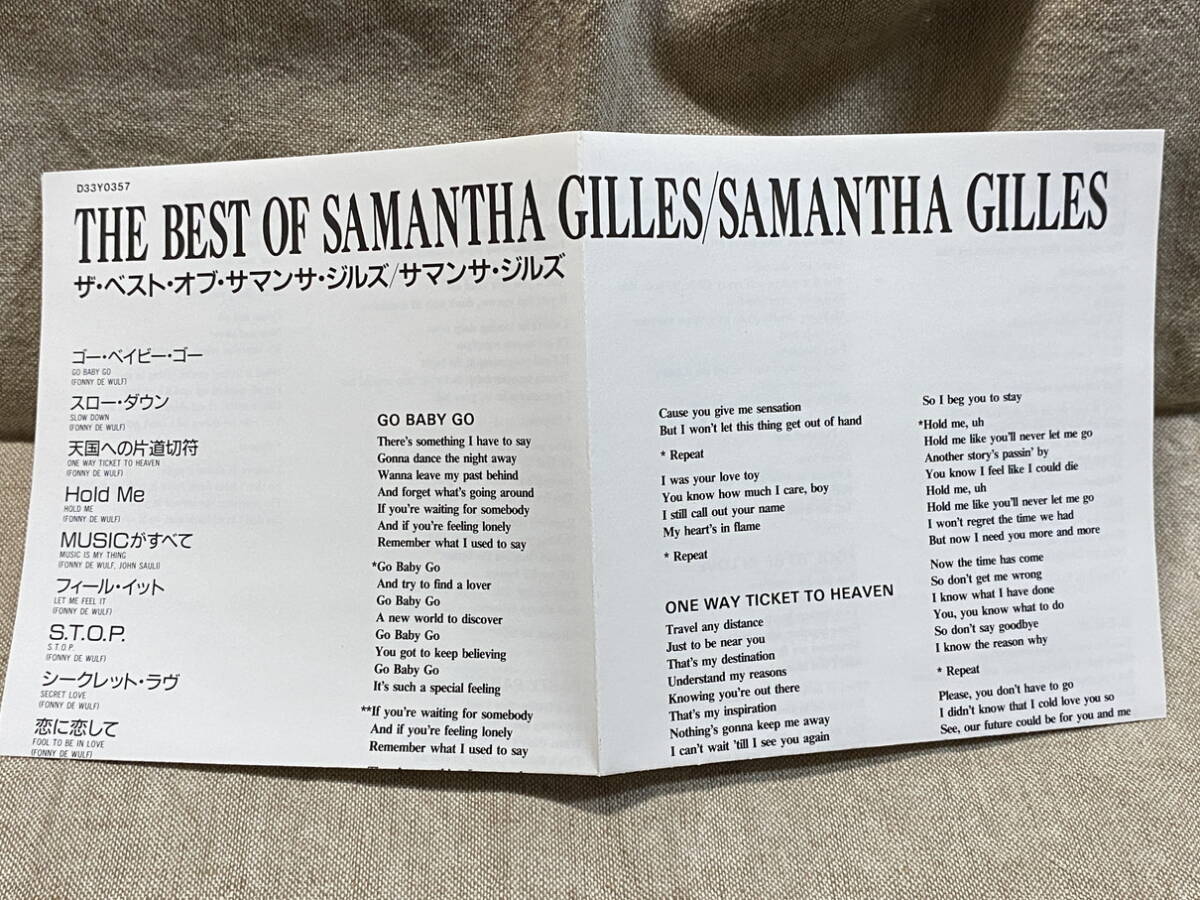 D33Y0357
THE BEST OF SAMANTHA GILLES/SAMANTHA GILLES
ザ・ベスト・オブ・サマンサ・ジルズ/サマンサ・ジルズ
ゴー・ベイビー・ゴー
GO BABY GO
(FONNY DE WULF)
スロー・ダウン
SLOW DOWN
(FONNY DE WULF)
天国への片道切符
ONE WAY TICKET TO HEAVEN
(FONNY DE WULF)
Hold Me
HOLD ME
(FONNY DE WULF)
MUSICがすべて
MUSIC IS MY THING
(FONNY DE WULF, JOHN SAULI)
フィール・イット
LET ME FEEL IT
(FONNY DE WULF)
S.T.O.P.
S.T.O.P.
(FONNY DE WULF)
シークレット・ラヴ
SECRET LOVE
(FONNY DE WULF)
恋に恋して
FOOL TO BE IN LOVE
(FONNY DE WULF)
GO BABY GO
There's something I have to say
Gonna dance the night away
Wanna leave my past behind
And forget what's going around
If you're waiting for somebody
And if you're feeling lonely
Remember what I used to say
*Go Baby Go
And try to find a lover
Go Baby Go
A new world to discover
Go Baby Go
You got to keep believing
Go Baby Go
It's such a special feeling
**If you're waiting for somebody
And if you're feeling lonely
Remember what I used to say
Cause you give me sensation
But I won't let this thing get out of hand
* Repeat
I was your love toy
You know how much I care, boy
I still call out your name
My heart's in flame
* Repeat
ONE WAY TICKET TO HEAVEN
Travel any distance
Just to be near you
That's my destination
Understand my reasons
Knowing you're out there
That's my inspiration
Nothing's gonna keep me away
I can't wait 'till I see you again
So I beg you to stay
*Hold me, uh
Hold me like you'll never let me go
Another story's passin' by
You know I feel like I could die
Hold me, uh
Hold me like you'll never let me go
I won't regret the time we had
But now I need you more and more
Now the time has come
So don't get me wrong
I know what I have done
You, you know what to do
So don't say goodbye
I know the reason why
* Repeat
Please, you don't have to go
I didn't know that I cold love you so
See, our future could be for you and me